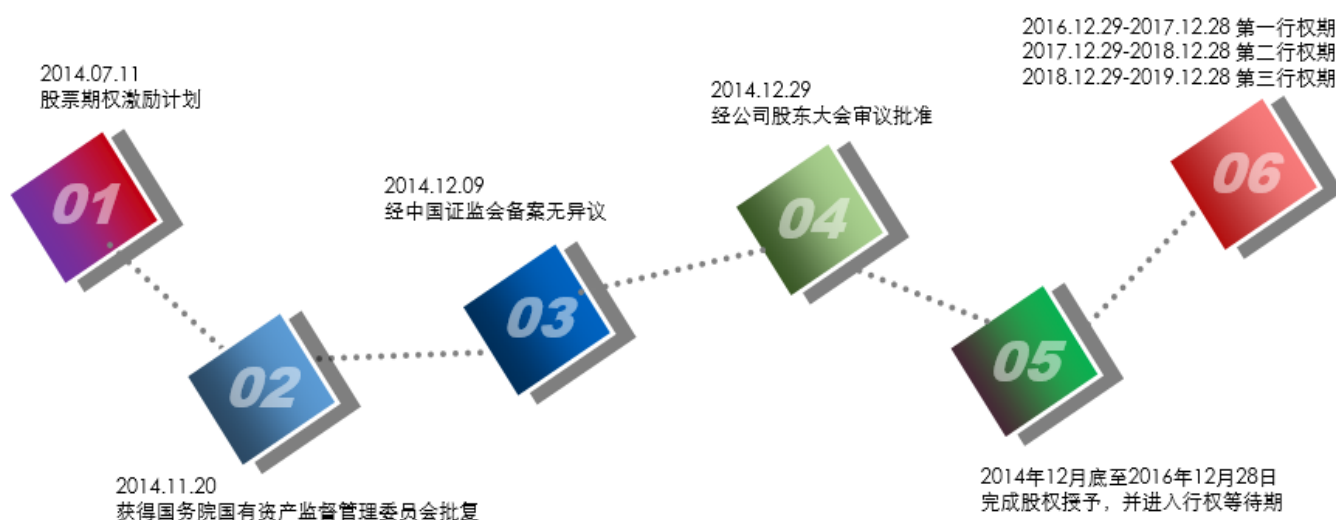 2014.07.11
股票期权激励计划
01
2014.11.20
获得国务院国有资产监督管理委员会批复
02
2014.12.09
经中国证监会备案无异议
03
2014.12.29
经公司股东大会审议批准
04
2014年12月底至2016年12月28日
完成股权授予，并进入行权等待期
05
2016.12.29-2017.12.28 第一行权期
2017.12.29-2018.12.28 第二行权期
2018.12.29-2019.12.28 第三行权期
06